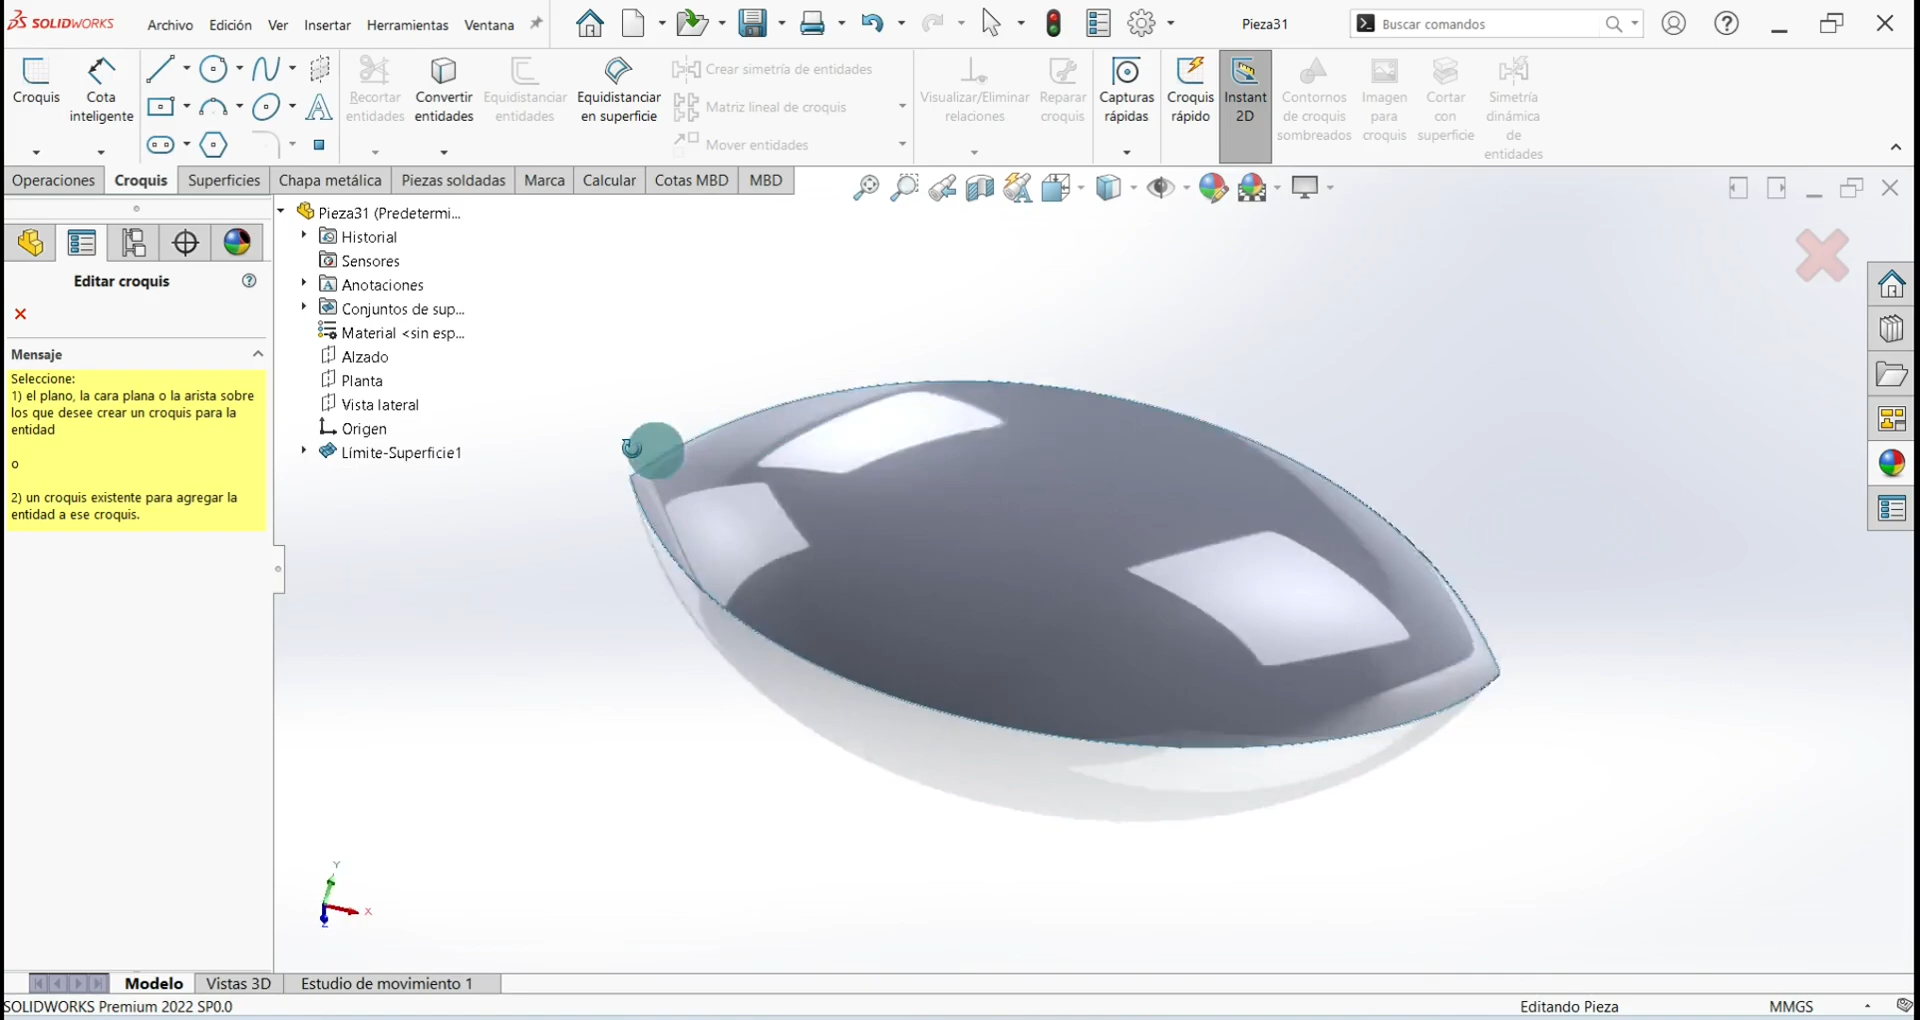 SOLIDWORKS
Archivo
Edición
Ver
Insertar
Herramientas
Ventana
Pieza31
Buscar comandos
Croquis
Cota
inteligente
Recortar
entidades
Convertir
entidades
Equidistanciar
entidades
Equidistanciar
en superficie
Crear simetría de entidades
Matriz lineal de croquis
Mover entidades
Visualizar/Eliminar
relaciones
Reparar
croquis
Capturas
rápidas
Croquis
rápido
Instant
2D
Contornos
de croquis
sombreados
Imagen
para
croquis
Cortar
con
superficie
Simetría
dinámica
de
entidades
Operaciones
Croquis
Superficies
Chapa metálica
Piezas soldadas
Marca
Calcular
Cotas MBD
MBD
Editar croquis
Mensaje
Seleccione:
1) el plano, la cara plana o la arista sobre
los que desee crear un croquis para la
entidad
o
2) un croquis existente para agregar la
entidad a ese croquis.
Pieza31 (Predetermi...
Historial
Sensores
Anotaciones
Conjuntos de sup...
Material <sin esp...
Alzado
Planta
Vista lateral
Origen
Límite-Superficie1
Y
X
Z
Modelo
Vistas 3D
Estudio de movimiento 1
SOLIDWORKS Premium 2022 SP0.0
Editando Pieza
MMGS